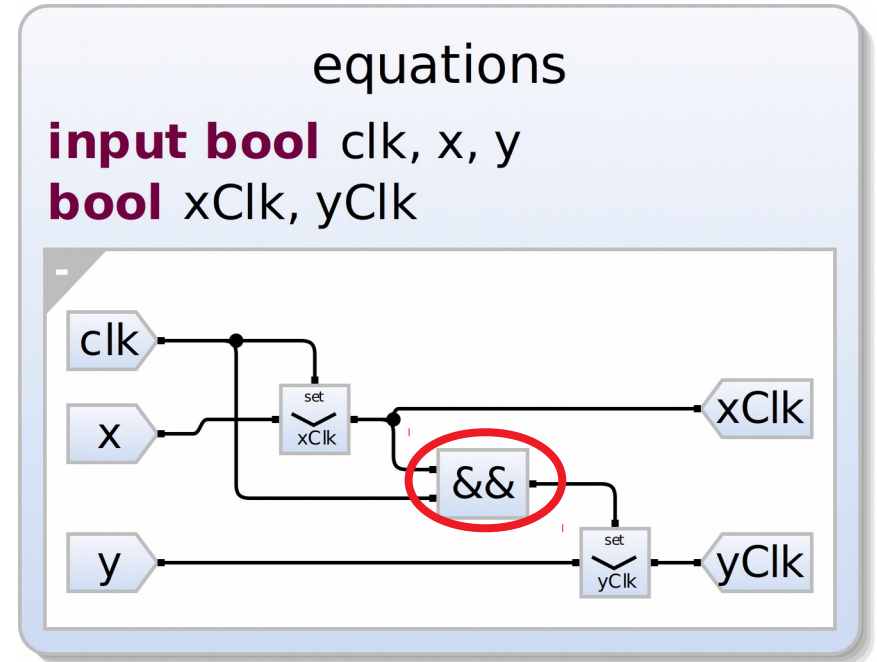 equations
input bool clk, x, y
bool xClk, yClk
-
clk
set
xClk
x
xClk
&&
set
yClk
y
yClk